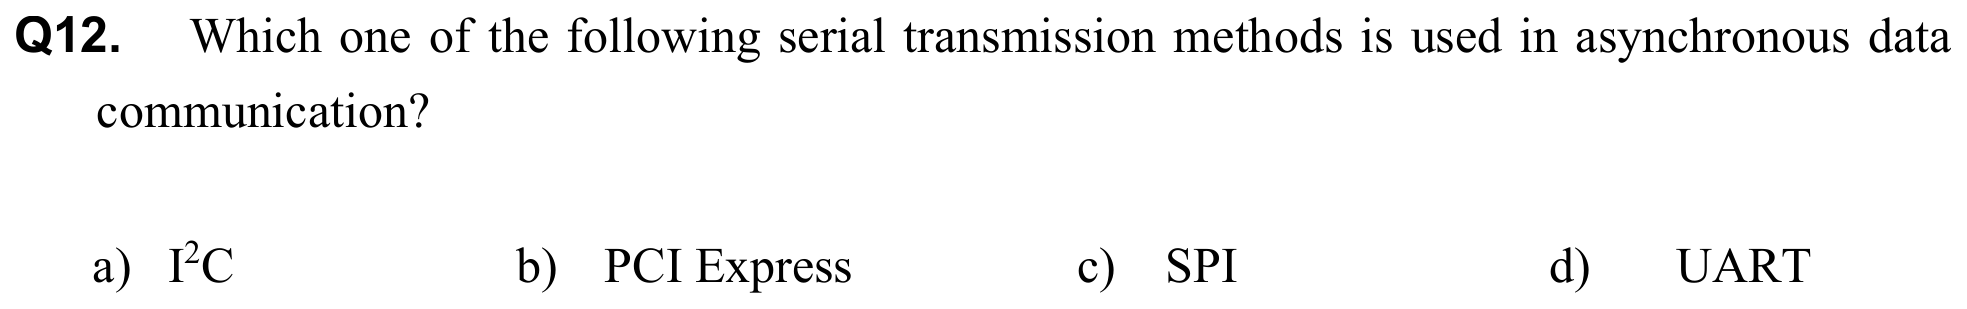 Q12. Which one of the following serial transmission methods is used in asynchronous data
communication?
a) I²C b) PCI Express c) SPI d) UART